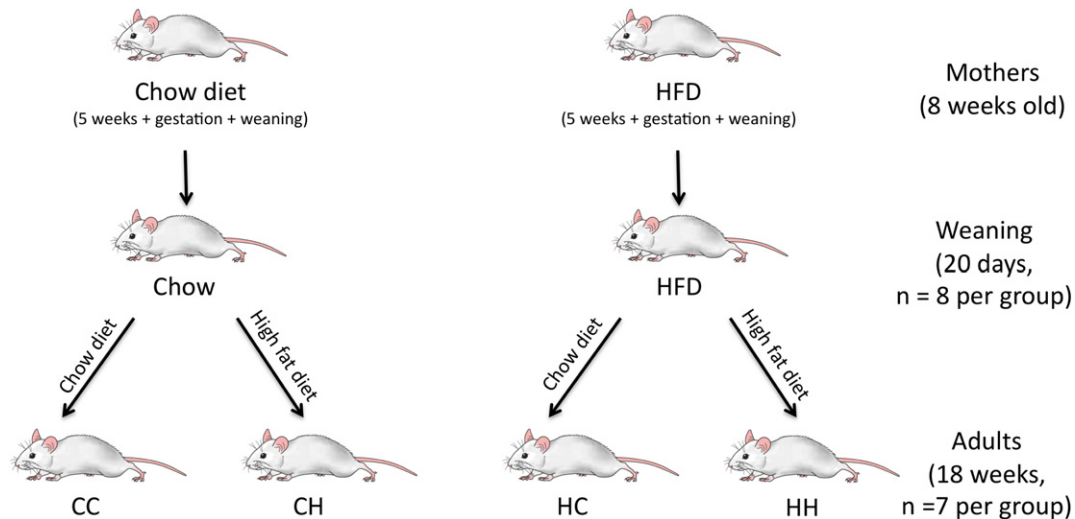 Chow diet
(5 weeks + gestation + weaning)
HFD
(5 weeks + gestation + weaning)
Mothers
(8 weeks old)
Chow
HFD
Weaning
(20 days,
n = 8 per group)
Chow diet
High fat diet
Chow diet
High fat diet
CC
CH
HC
HH
Adults
(18 weeks,
n =7 per group)